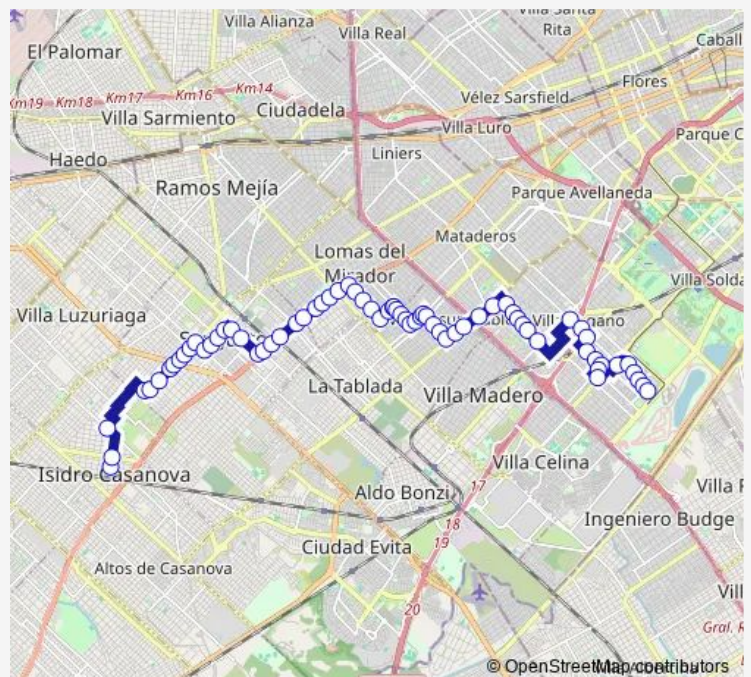 Villa Alianza
Villa Real
Villa Santa
Rita
El Palomar
Caball
Km19
Km18
Km17
Km16
Km14
Vélez Sarsfield
Flores
Villa Sarmiento
Ciudadela
Villa Luro
Parque C
Liniers
Haedo
Ramos Mejía
Parque Avellaneda
Mataderos
Lomas del
Mirador
Villa Solda
Villa Luzuriaga
La Tablada
Villa Madero
Villa Celina
Isidro Casanova
Aldo Bonzi
17
Villa
Ingeniero Budge
18
Ciudad Evita
19
Altos de Casanova
20
Vill
Gral. R
© OpenStreetMap contributors